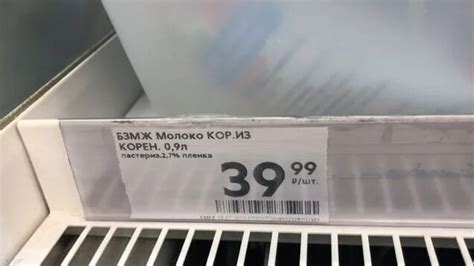 БЗМЖ Молоко КОР.ИЗ
КОРЕН. 0,9л
пастериз.2,7% пленка
39 99
₽/шт.